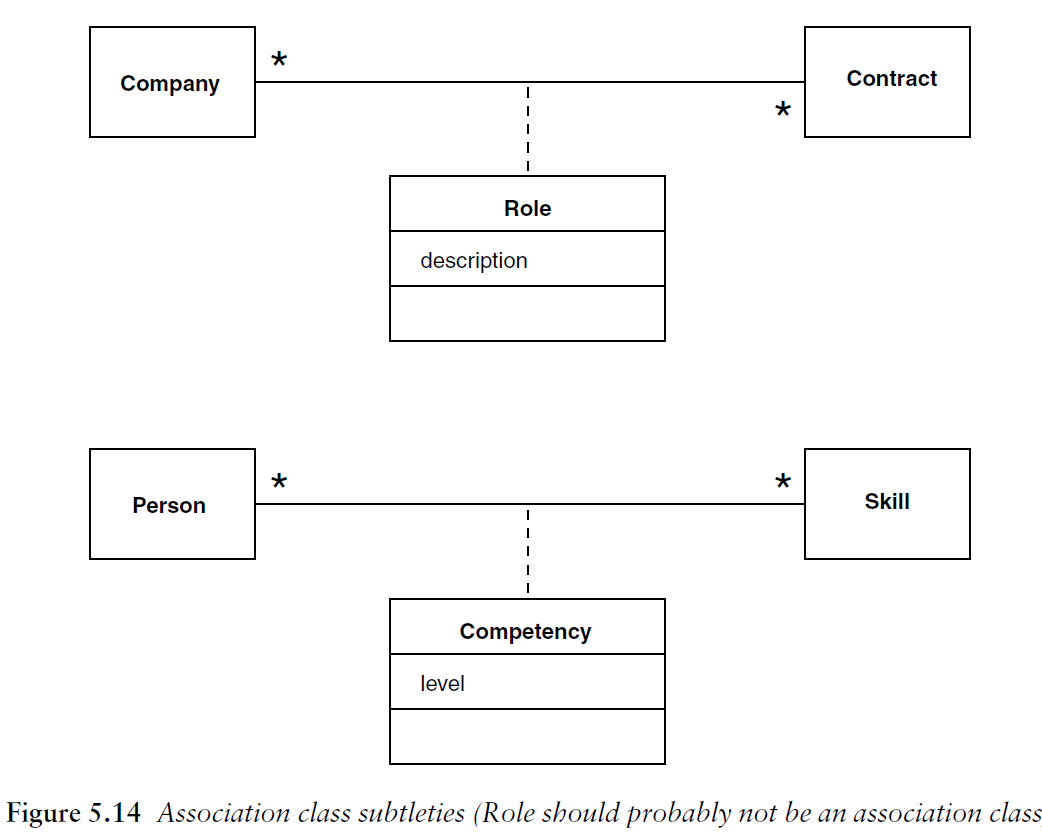 *
Company
Contract
*
Role
description
* *
Person
Skill
Competency
level
Figure 5.14 Association class subtleties (Role should probably not be an association class